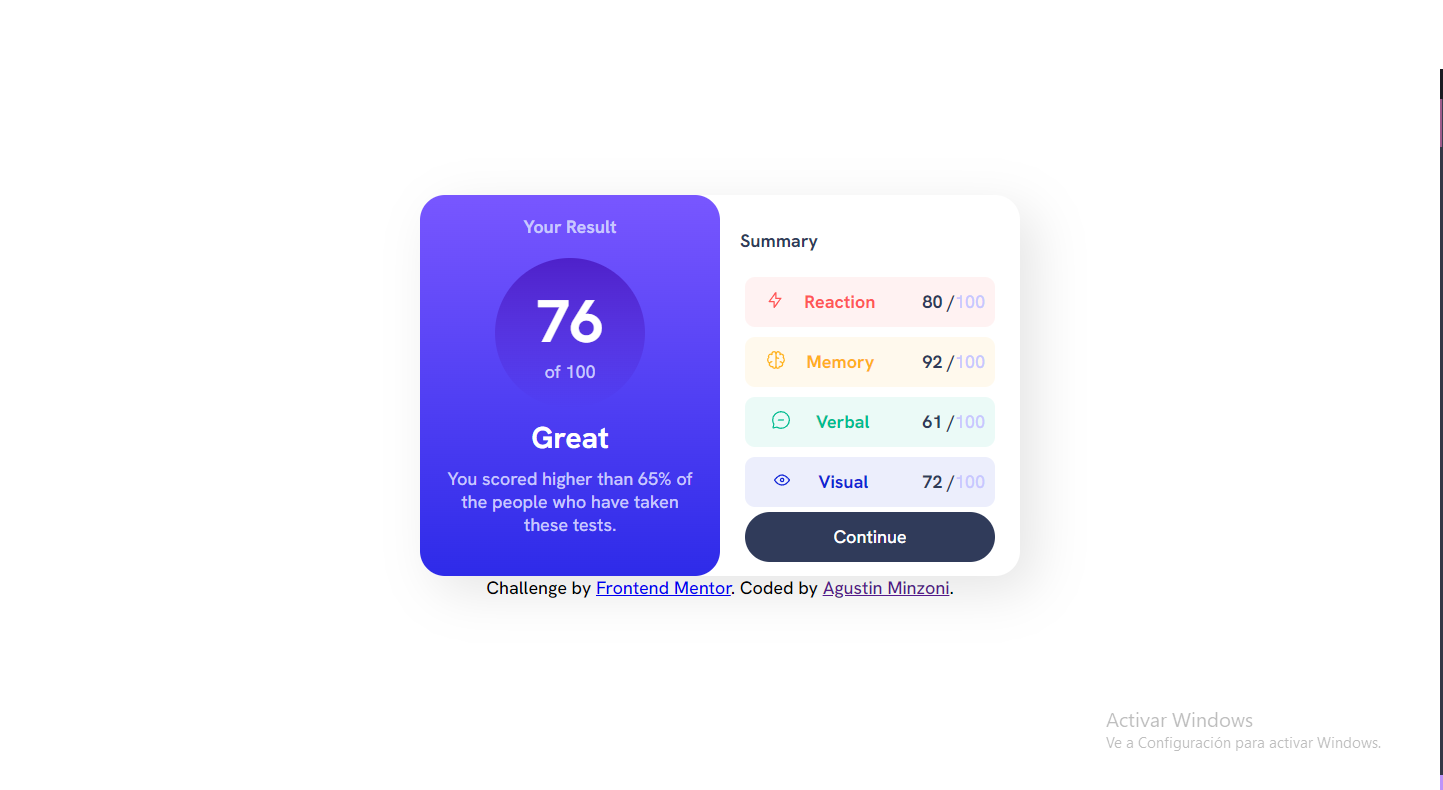 Your Result
76
of 100
Great
You scored higher than 65% of
the people who have taken
these tests.
Summary
Reaction 80 /100
Memory 92 /100
Verbal 61 /100
Visual 72 /100
Continue
Challenge by Frontend Mentor. Coded by Agustin Minzoni.
Activar Windows
Ve a Configuración para activar Windows.